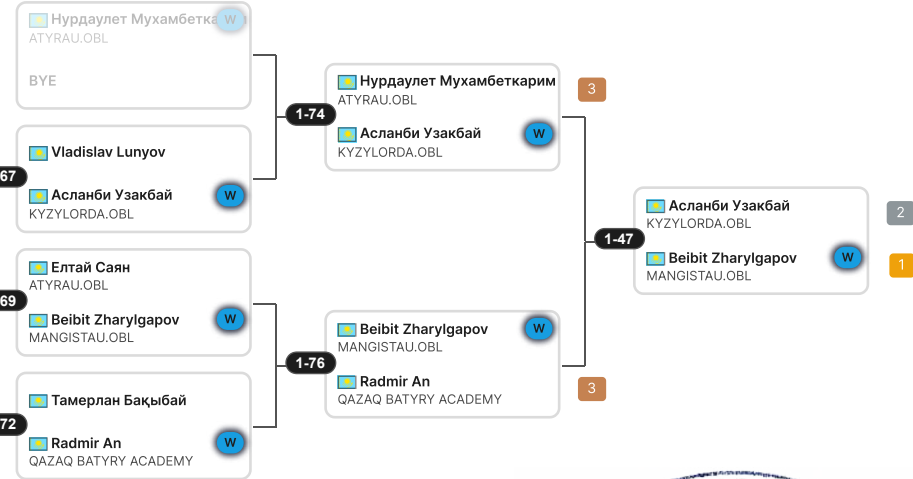 Нурдаулет Мухамбетка W
ATYRAU.OBL
BYE
67
Vladislav Lunyov
Асланби Узакбай W
KYZYLORDA.OBL
69
Елтай Саян
ATYRAU.OBL
Beibit Zharylgapov W
MANGISTAU.OBL
72
Тамерлан Бақыбай
Radmir An W
QAZAQ BATYRY ACADEMY
1-74
Нурдаулет Мухамбеткарим 3
ATYRAU.OBL
Асланби Узакбай W
KYZYLORDA.OBL
1-76
Beibit Zharylgapov W
MANGISTAU.OBL
Radmir An 3
QAZAQ BATYRY ACADEMY
1-47
Асланби Узакбай 2
KYZYLORDA.OBL
Beibit Zharylgapov W 1
MANGISTAU.OBL